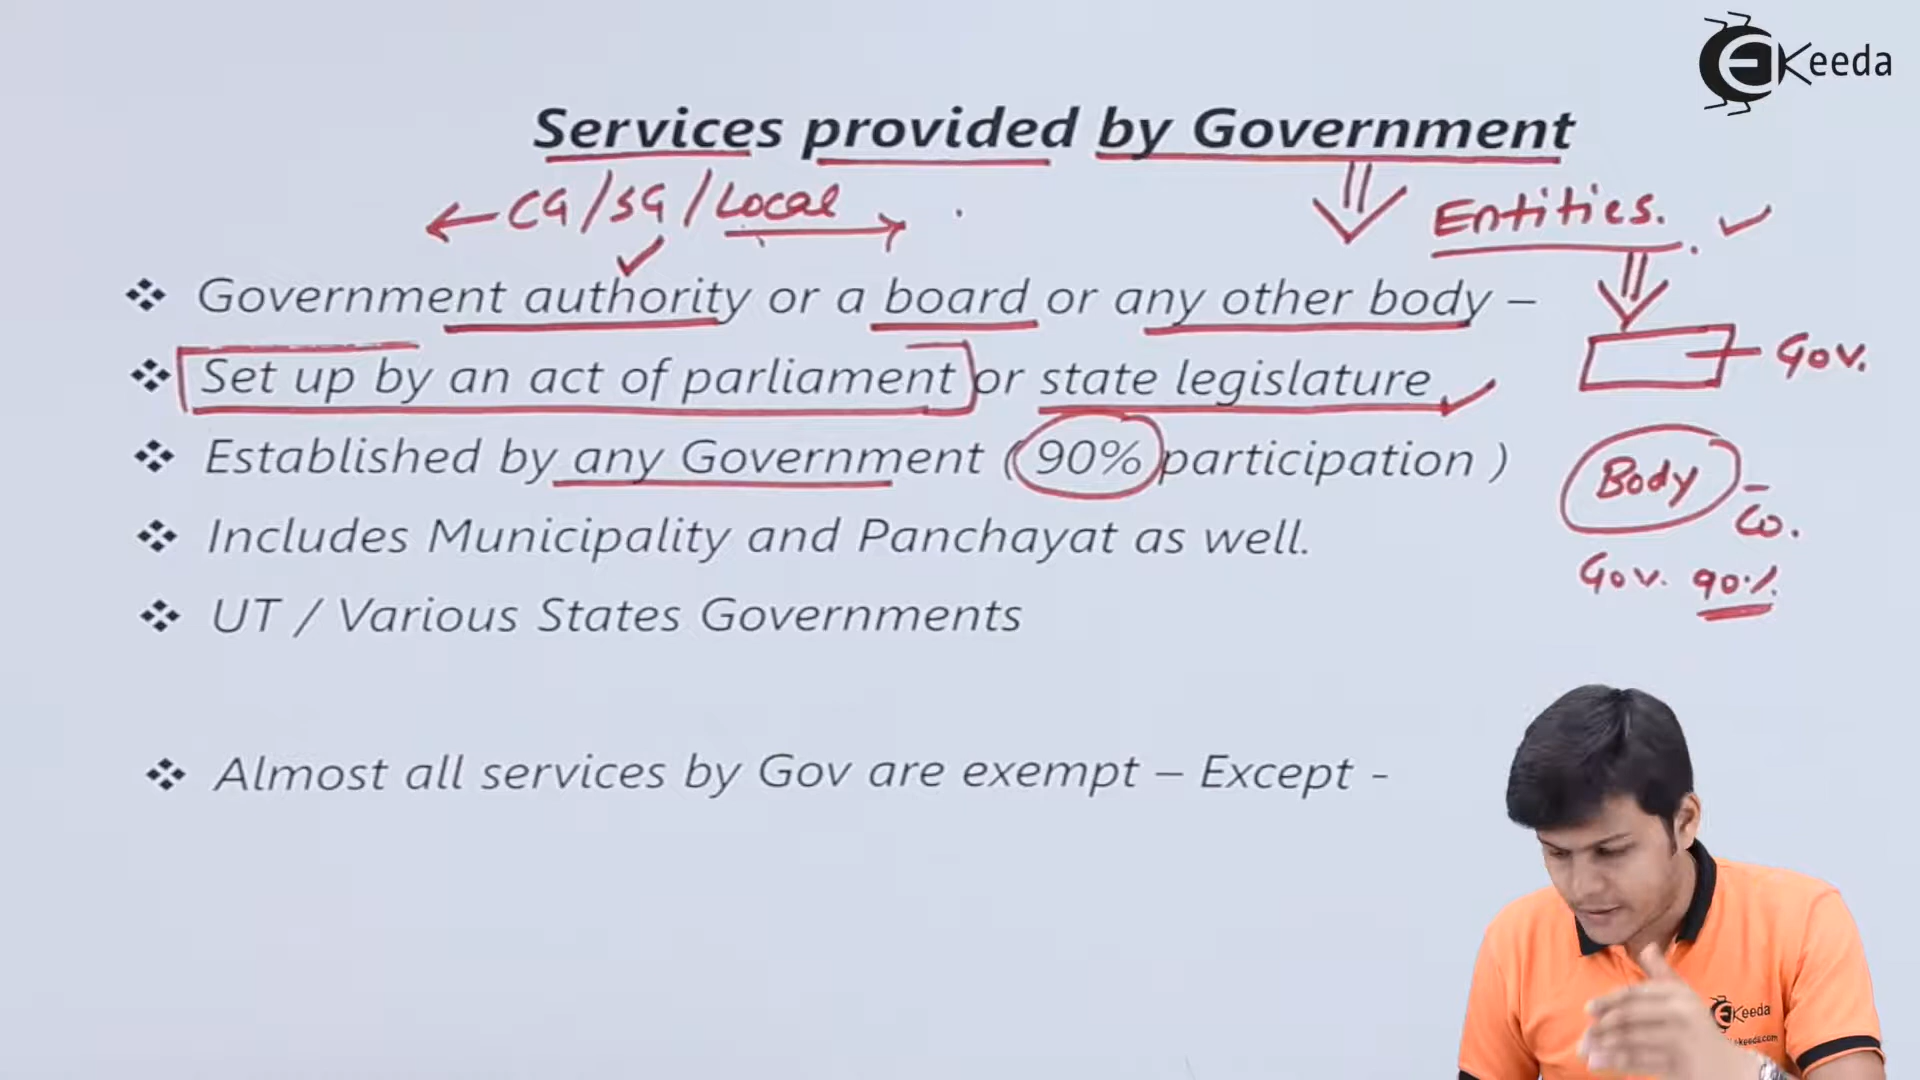 EKeeda
Services provided by Government
CG/SG/Local
Entities.
Government authority or a board or any other body –
Set up by an act of parliament or state legislature
Gov.
Established by any Government ( 90% participation )
Body
Co.
Includes Municipality and Panchayat as well.
Gov. 90%
UT / Various States Governments
Almost all services by Gov are exempt – Except -
EKeeda